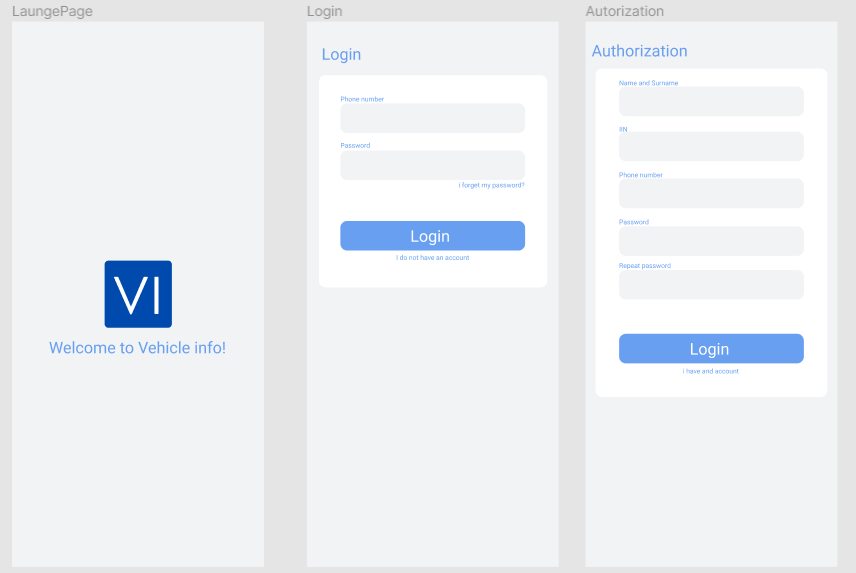 LaungePage
VI
Welcome to Vehicle info!
Login
Login
Phone number
Password
i forget my password?
Login
I do not have an account
Autorization
Authorization
Name and Surname
IIN
Phone number
Password
Repeat password
Login
i have and account